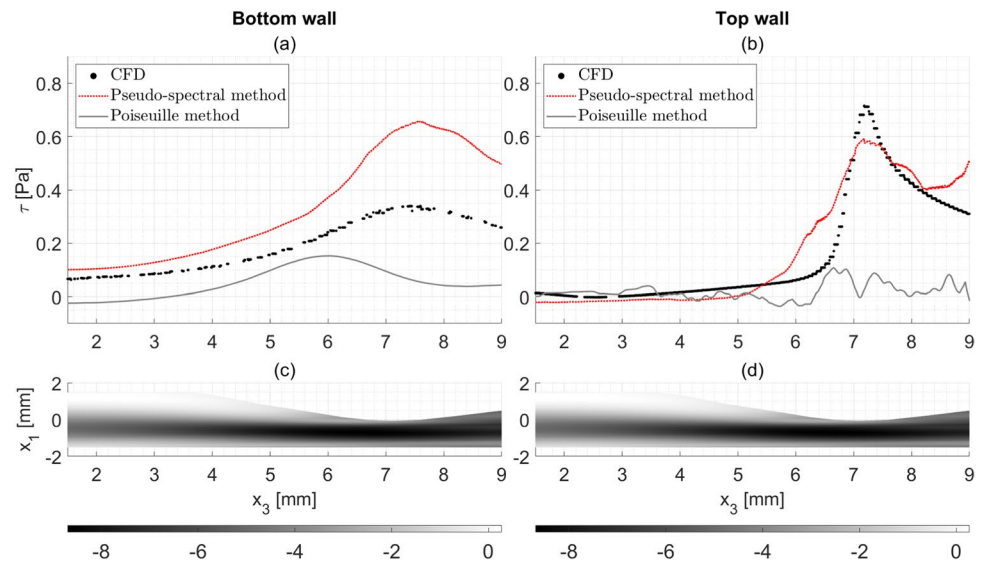 Bottom wall
Top wall
(a)
(b)
CFD
Pseudo-spectral method
Poiseuille method
CFD
Pseudo-spectral method
Poiseuille method
τ [Pa]
0.8
0.6
0.4
0.2
0
2 3 4 5 6 7 8 9
0.8
0.6
0.4
0.2
0
2 3 4 5 6 7 8 9
(c)
(d)
x₁ [mm]
2
0
-2
2 3 4 5 6 7 8 9
x₃ [mm]
2
0
-2
2 3 4 5 6 7 8 9
x₃ [mm]
-8 -6 -4 -2 0
-8 -6 -4 -2 0